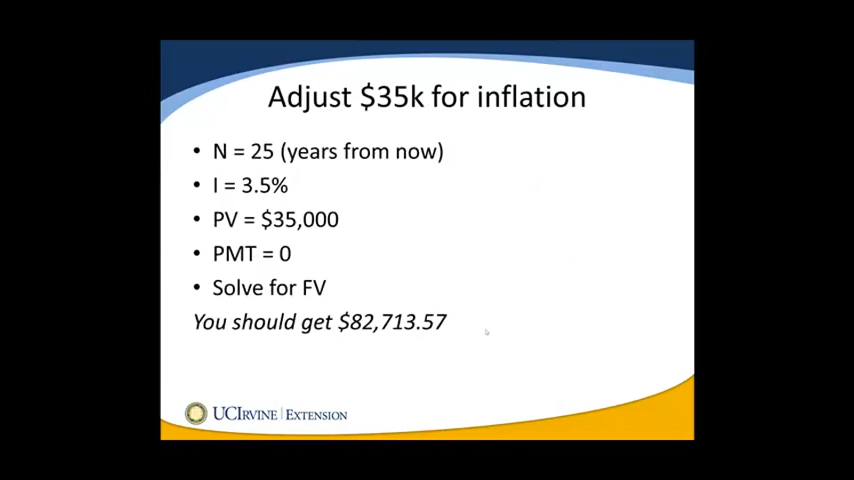 Adjust $35k for inflation
• N = 25 (years from now)
• I = 3.5%
• PV = $35,000
• PMT = 0
• Solve for FV
You should get $82,713.57
UCIRVINE | EXTENSION